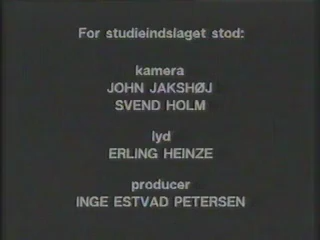 For studieindslaget stod:
kamera
JOHN JAKSHØJ
SVEND HOLM
lyd
ERLING HEINZE
producer
INGE ESTVAD PETERSEN